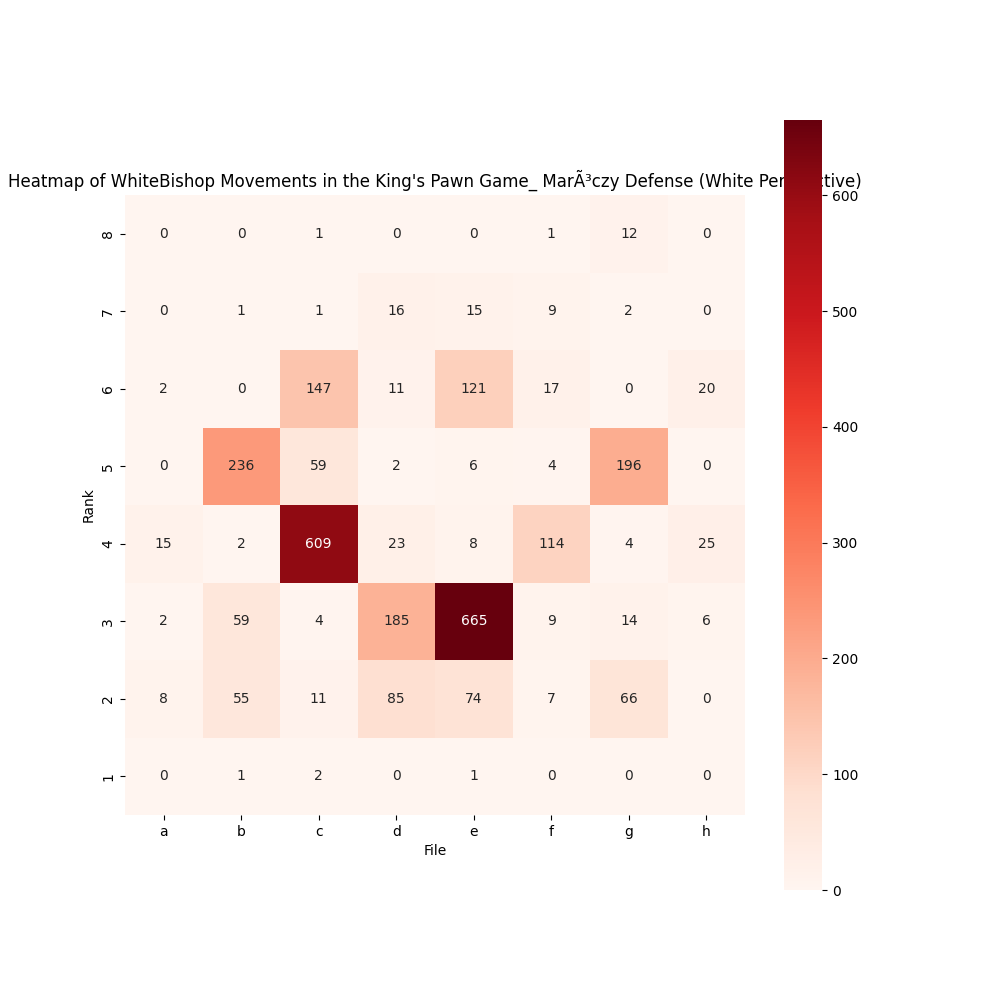 Heatmap of WhiteBishop Movements in the King's Pawn Game_ MarÃ³czy Defense (White Perspective)
600
8 0 0 1 0 0 1 12 0
7 0 1 1 16 15 9 2 0
500
6 2 0 147 11 121 17 0 20
400
5 0 236 59 2 6 4 196 0
Rank
4 15 2 609 23 8 114 4 25
300
3 2 59 4 185 665 9 14 6
200
2 8 55 11 85 74 7 66 0
100
1 0 1 2 0 1 0 0 0
a b c d e f g h
File
0